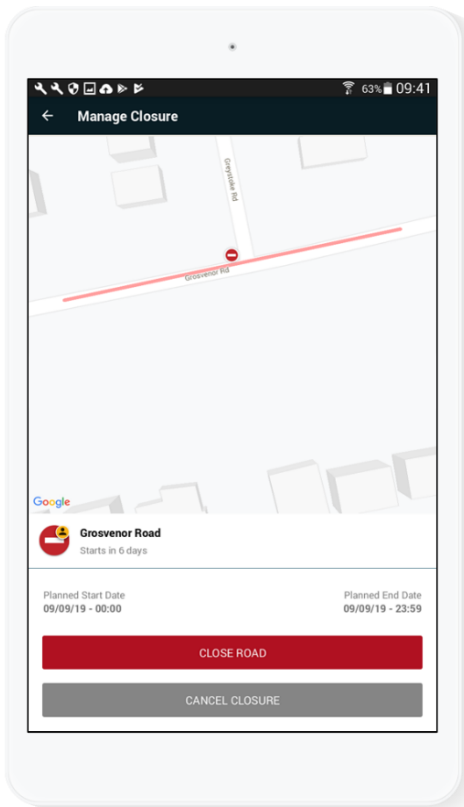 63% 09:41
Manage Closure
Greystoke Rd
Grosvenor Rd
Google
Grosvenor Road
Starts in 6 days
Planned Start Date
Planned End Date
09/09/19 - 00:00
09/09/19 - 23:59
CLOSE ROAD
CANCEL CLOSURE